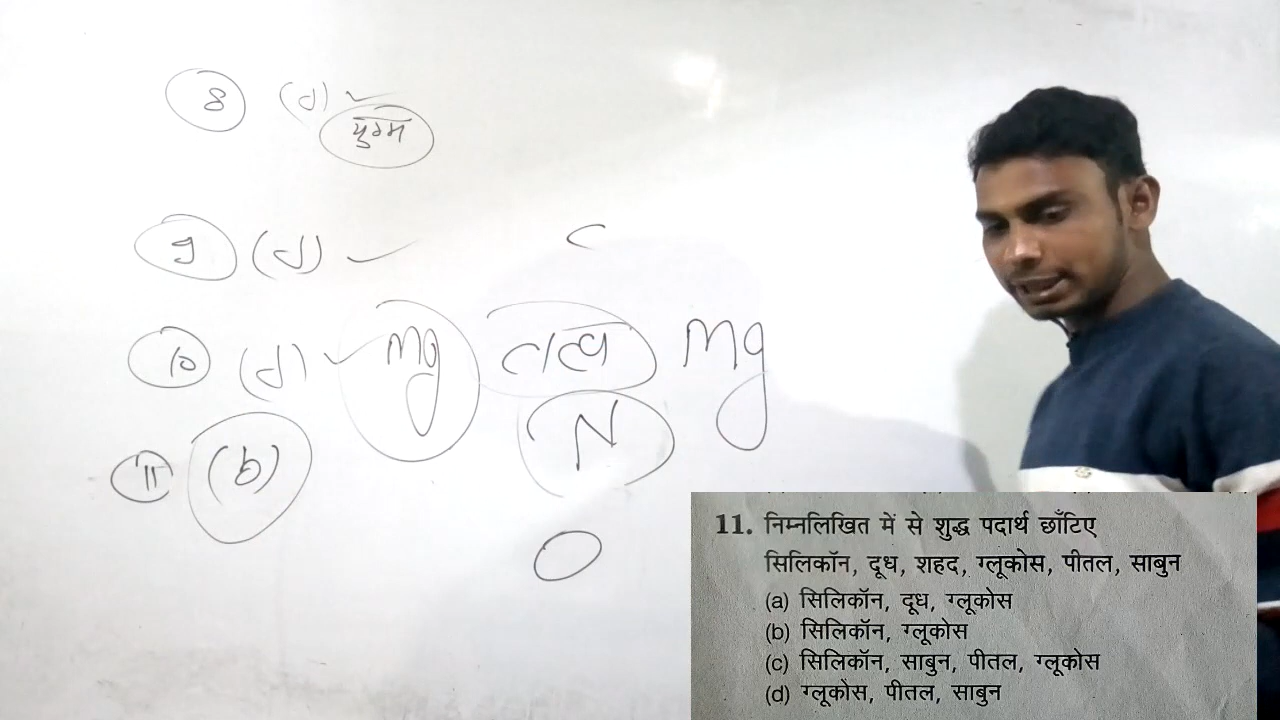 8 (d)
युग्म
9 (d)
C
10 (d) Mg तत्व Mg
N
11 (b)
O
11. निम्नलिखित में से शुद्ध पदार्थ छाँटिए
सिलिकॉन, दूध, शहद, ग्लूकोस, पीतल, साबुन
(a) सिलिकॉन, दूध, ग्लूकोस
(b) सिलिकॉन, ग्लूकोस
(c) सिलिकॉन, साबुन, पीतल, ग्लूकोस
(d) ग्लूकोस, पीतल, साबुन